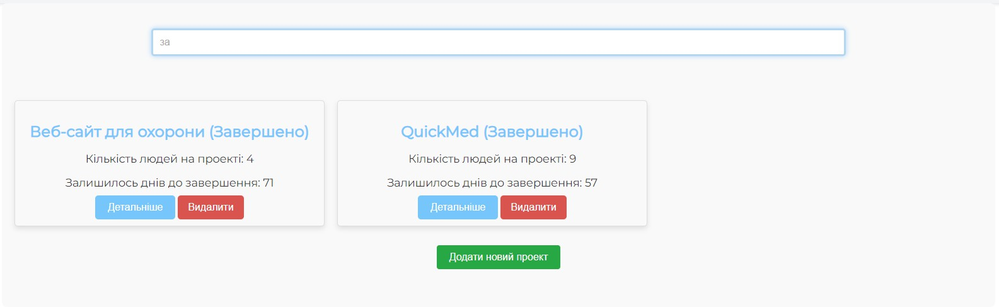 за
Веб-сайт для охорони (Завершено)
Кількість людей на проекті: 4
Залишилось днів до завершення: 71
Детальніше Видалити
QuickMed (Завершено)
Кількість людей на проекті: 9
Залишилось днів до завершення: 57
Детальніше Видалити
Додати новий проект